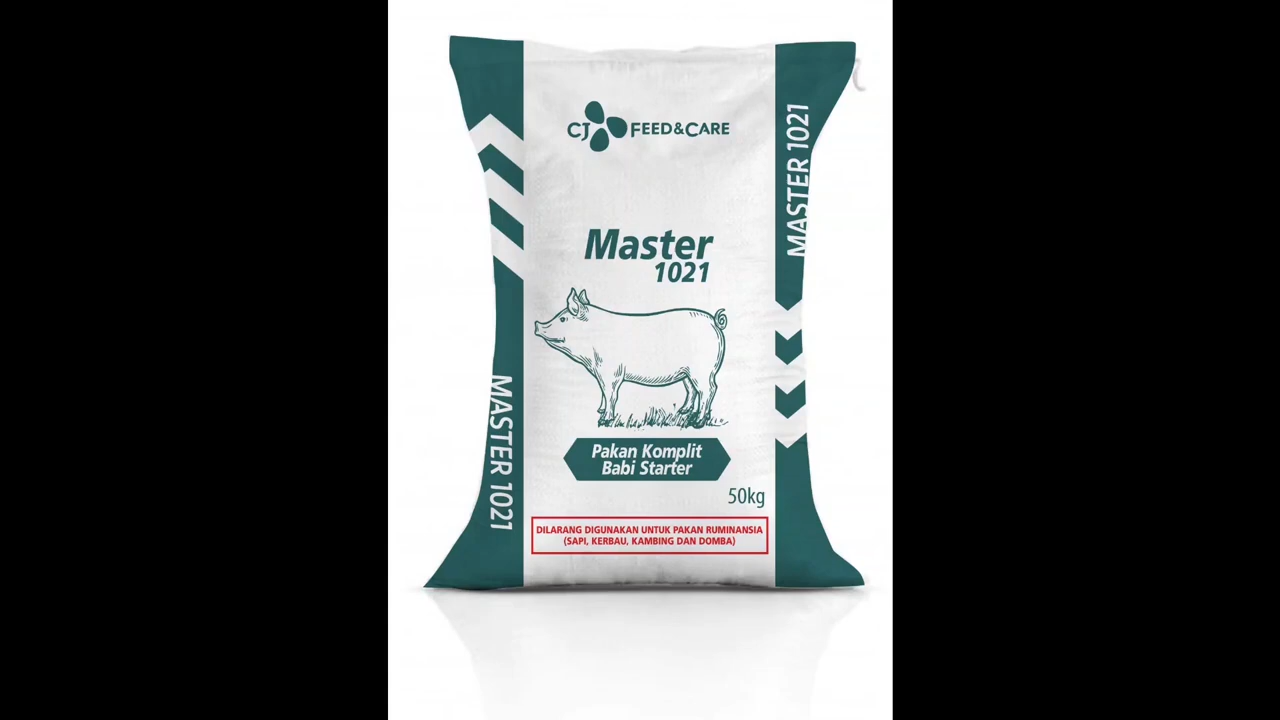 CJ FEED&CARE
MASTER 1021
Master
1021
MASTER 1021
Pakan Komplit
Babi Starter
50kg
DILARANG DIGUNAKAN UNTUK PAKAN RUMINANSIA
(SAPI, KERBAU, KAMBING DAN DOMBA)